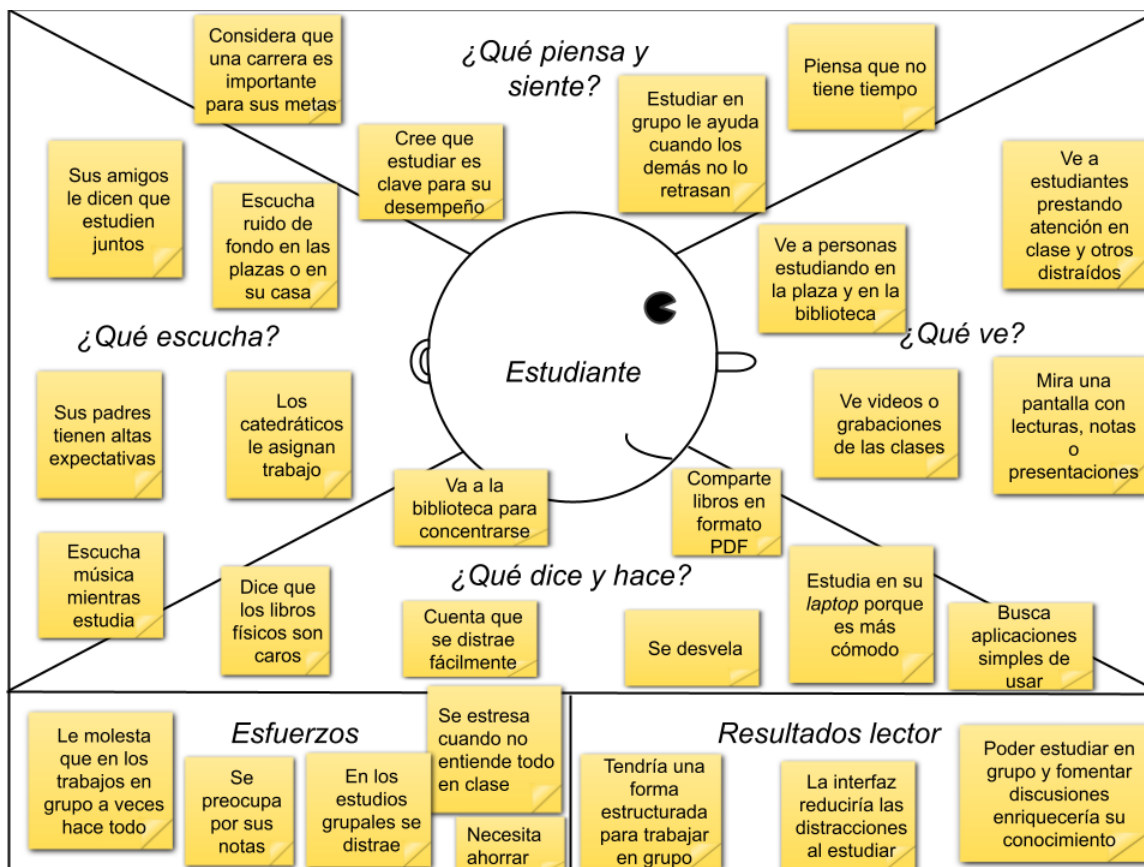 ¿Qué piensa y
siente?
Considera que
una carrera es
importante
para sus metas
Cree que
estudiar es
clave para su
desempeño
Estudiar en
grupo le ayuda
cuando los
demás no lo
retrasan
Piensa que no
tiene tiempo
Sus amigos
le dicen que
estudien
juntos
Escucha
ruido de
fondo en las
plazas o en
su casa
¿Qué escucha?
Sus padres
tienen altas
expectativas
Los
catedráticos
le asignan
trabajo
Escucha
música
mientras
estudia
Estudiante
Ve a
estudiantes
prestando
atención en
clase y otros
distraídos
Ve a personas
estudiando en
la plaza y en la
biblioteca
¿Qué ve?
Ve videos o
grabaciones
de las clases
Mira una
pantalla con
lecturas, notas
o
presentaciones
Va a la
biblioteca para
concentrarse
Comparte
libros en
formato
PDF
¿Qué dice y hace?
Dice que
los libros
físicos son
caros
Cuenta que
se distrae
fácilmente
Se desvela
Estudia en su
laptop porque
es más
cómodo
Busca
aplicaciones
simples de
usar
Esfuerzos
Le molesta
que en los
trabajos en
grupo a veces
hace todo
Se
preocupa
por sus
notas
En los
estudios
grupales se
distrae
Se estresa
cuando no
entiende todo
en clase
Necesita
ahorrar
Resultados lector
Tendría una
forma
estructurada
para trabajar
en grupo
La interfaz
reduciría las
distracciones
al estudiar
Poder estudiar en
grupo y fomentar
discusiones
enriquecería su
conocimiento